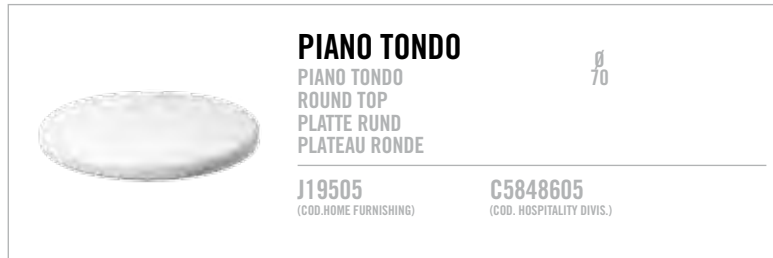 PIANO TONDO
PIANO TONDO
ROUND TOP
PLATTE RUND
PLATEAU RONDE
Ø
70
J19505
(COD.HOME FURNISHING)
C5848605
(COD. HOSPITALITY DIVIS.)